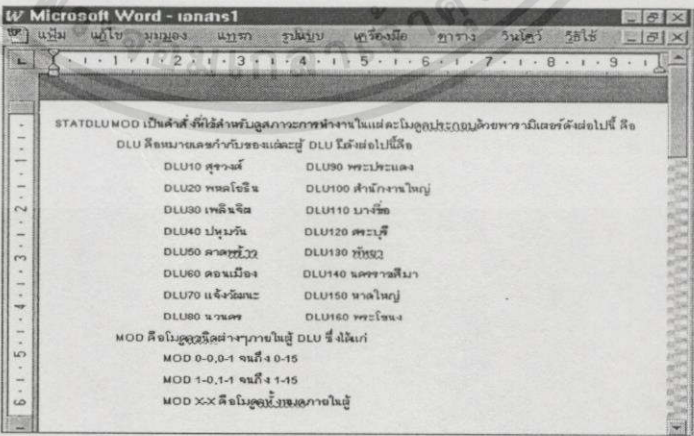 Microsoft Word - เอกสาร1
แฟ้ม แก้ไข มุมมอง แทรก รูปแบบ เครื่องมือ ตาราง วินโดว์ วิธีใช้
1 2 3 4 5 6 7 8 9
STATDLUMOD เป็นคำสั่งที่ใช้สำหรับดูสภาวะการทำงานในแต่ละโมดูลประกอบด้วยพารามิเตอร์ดังต่อไปนี้ คือ
DLU คือหมายเลขกำกับของแต่ละตู้ DLU มีดังต่อไปนี้คือ
DLU10 สุรวงศ์ DLU90 พระประแดง
DLU20 พหลโยธิน DLU100 สำนักงานใหญ่
DLU30 เพลินจิต DLU110 บางซื่อ
DLU40 ปทุมวัน DLU120 สระบุรี
DLU50 ลาดหญ้า DLU130 พัทยา
DLU60 ดอนเมือง DLU140 นครราชสีมา
DLU70 แจ้งวัฒนะ DLU150 หาดใหญ่
DLU80 นวนคร DLU160 พระโขนง
MOD คือโมดูลชนิดต่างๆภายในตู้ DLU ซึ่งได้แก่
MOD 0-0,0-1 จนถึง 0-15
MOD 1-0,1-1 จนถึง 1-15
MOD X-X คือโมดูลทั้งหมดภายในตู้